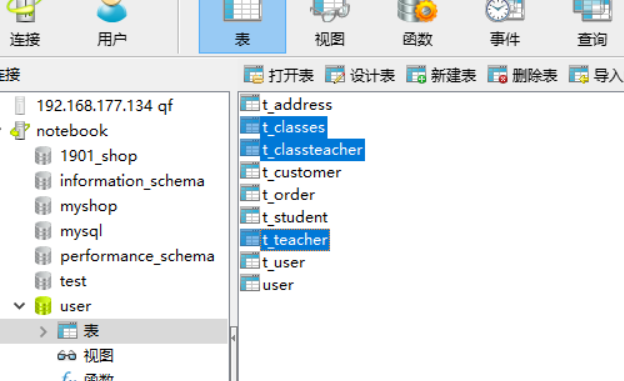 连接 用户 表 视图 函数 事件 查询
连接 打开表 设计表 新建表 删除表 导入
192.168.177.134 qf
notebook
1901_shop
information_schema
myshop
mysql
performance_schema
test
user
表
视图
函数
t_address
t_classes
t_classteacher
t_customer
t_order
t_student
t_teacher
t_user
user